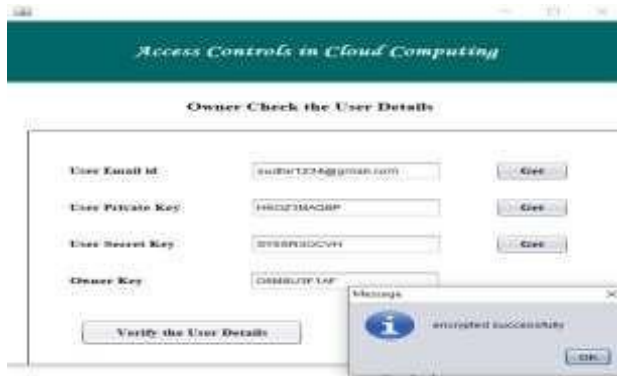 Access Controls in Cloud Computing
Owner Check the User Details
User Email id
Get
User Private Key
Get
User Secret Key
Get
Owner Key
Message
encrypted successfully
OK
Verify the User Details